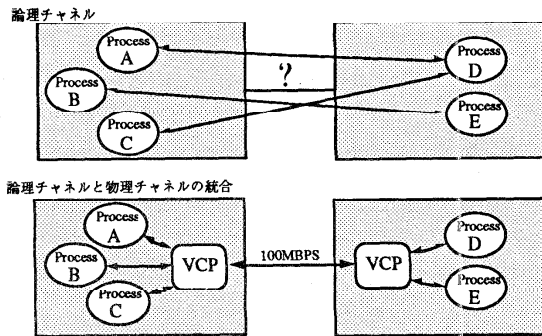 論理チャネル
Process
A
Process
B
Process
C
?
Process
D
Process
E
論理チャネルと物理チャネルの統合
Process
A
Process
B
Process
C
VCP
100MBPS
VCP
Process
D
Process
E